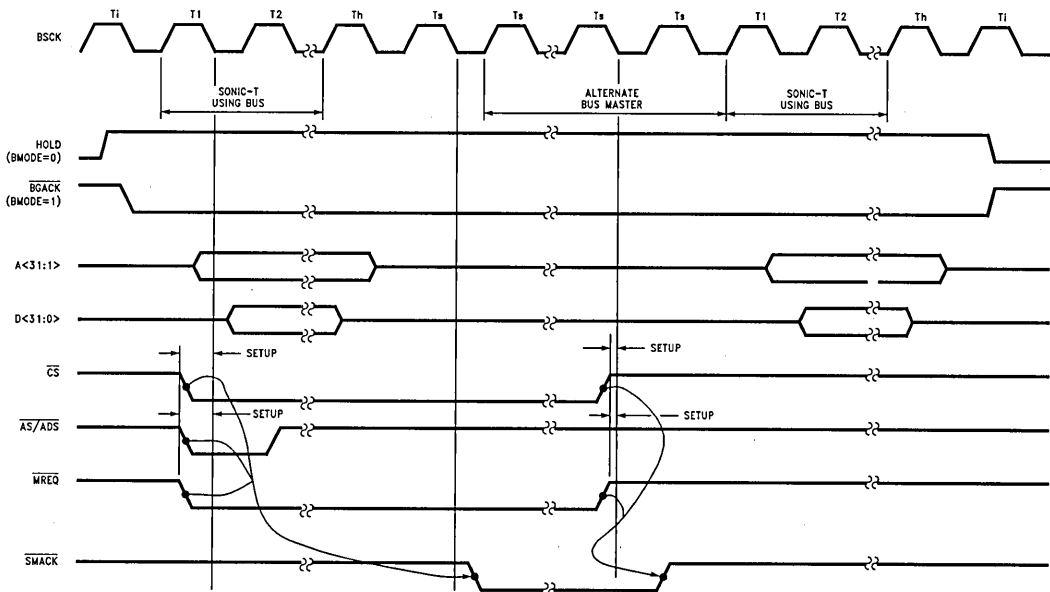 Ti T1 T2 Th Ts Ts Ts Ts T1 T2 Th Ti
BSCK
SONIC-T
USING BUS
ALTERNATE
BUS MASTER
SONIC-T
USING BUS
HOLD
(BMODE=0)
BGACK
(BMODE=1)
A<31:1>
D<31:0>
SETUP
SETUP
CS
SETUP
SETUP
AS/ADS
MREQ
SMACK